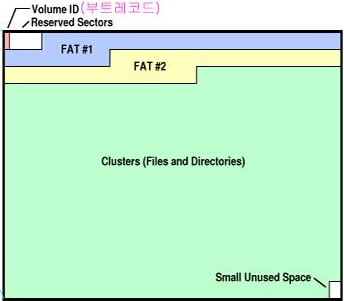 Volume ID(부트레코드)
Reserved Sectors
FAT #1
FAT #2
Clusters (Files and Directories)
Small Unused Space